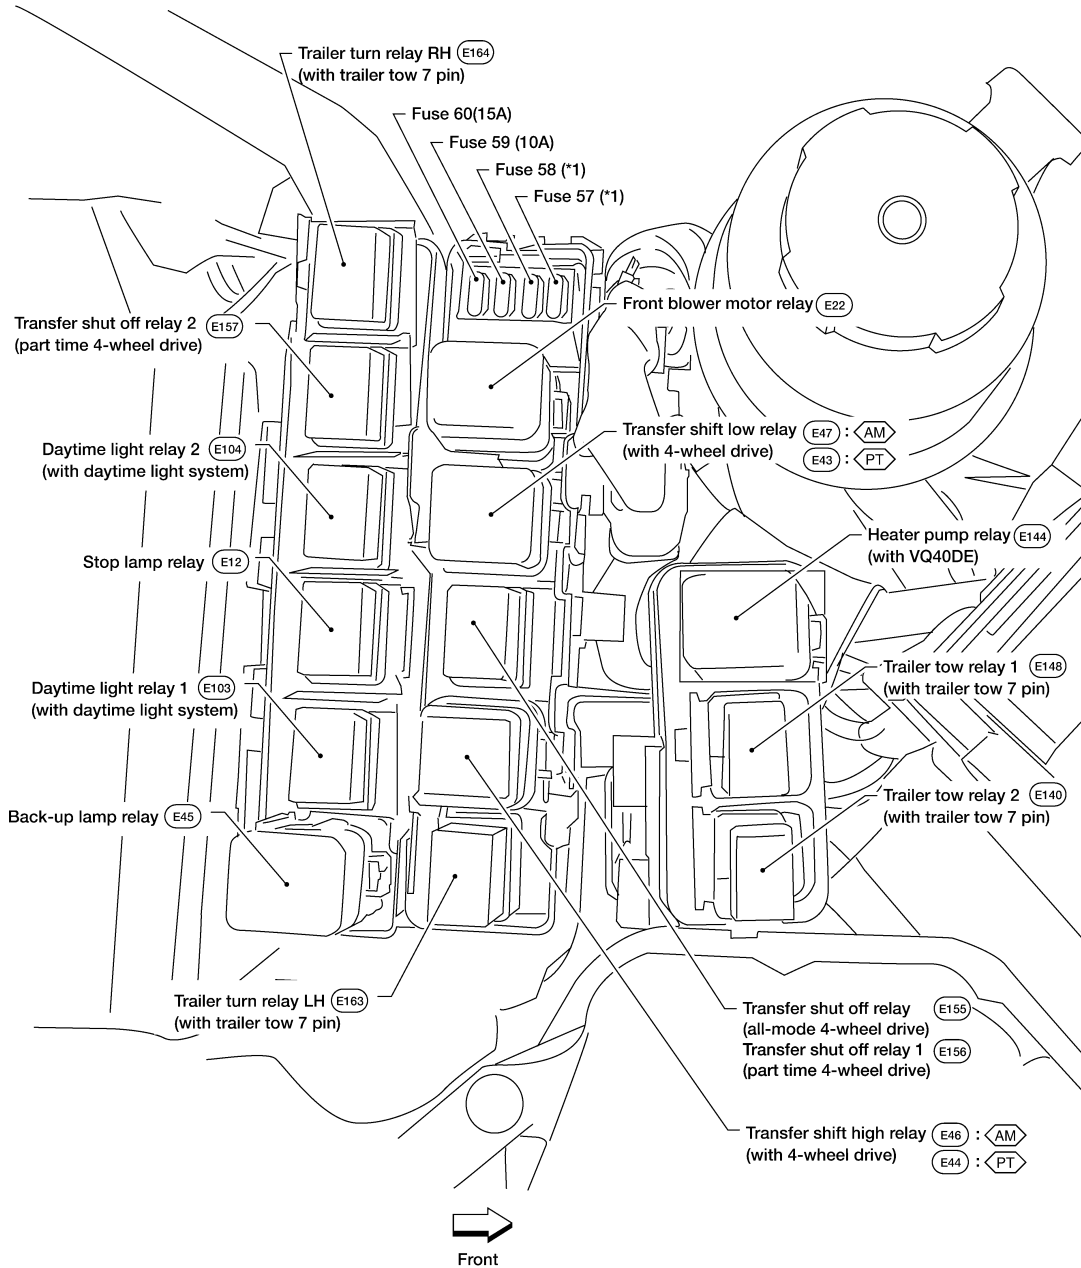 Trailer turn relay RH E164
(with trailer tow 7 pin)
Fuse 60(15A)
Fuse 59 (10A)
Fuse 58 (*1)
Fuse 57 (*1)
Front blower motor relay E22
Transfer shut off relay 2 E157
(part time 4-wheel drive)
Transfer shift low relay E47 : AM
(with 4-wheel drive) E43 : PT
Daytime light relay 2 E104
(with daytime light system)
Heater pump relay E144
(with VQ40DE)
Stop lamp relay E12
Trailer tow relay 1 E148
(with trailer tow 7 pin)
Daytime light relay 1 E103
(with daytime light system)
Trailer tow relay 2 E140
(with trailer tow 7 pin)
Back-up lamp relay E45
Trailer turn relay LH E163
(with trailer tow 7 pin)
Transfer shut off relay E155
(all-mode 4-wheel drive)
Transfer shut off relay 1 E156
(part time 4-wheel drive)
Transfer shift high relay E46 : AM
(with 4-wheel drive) E44 : PT
Front